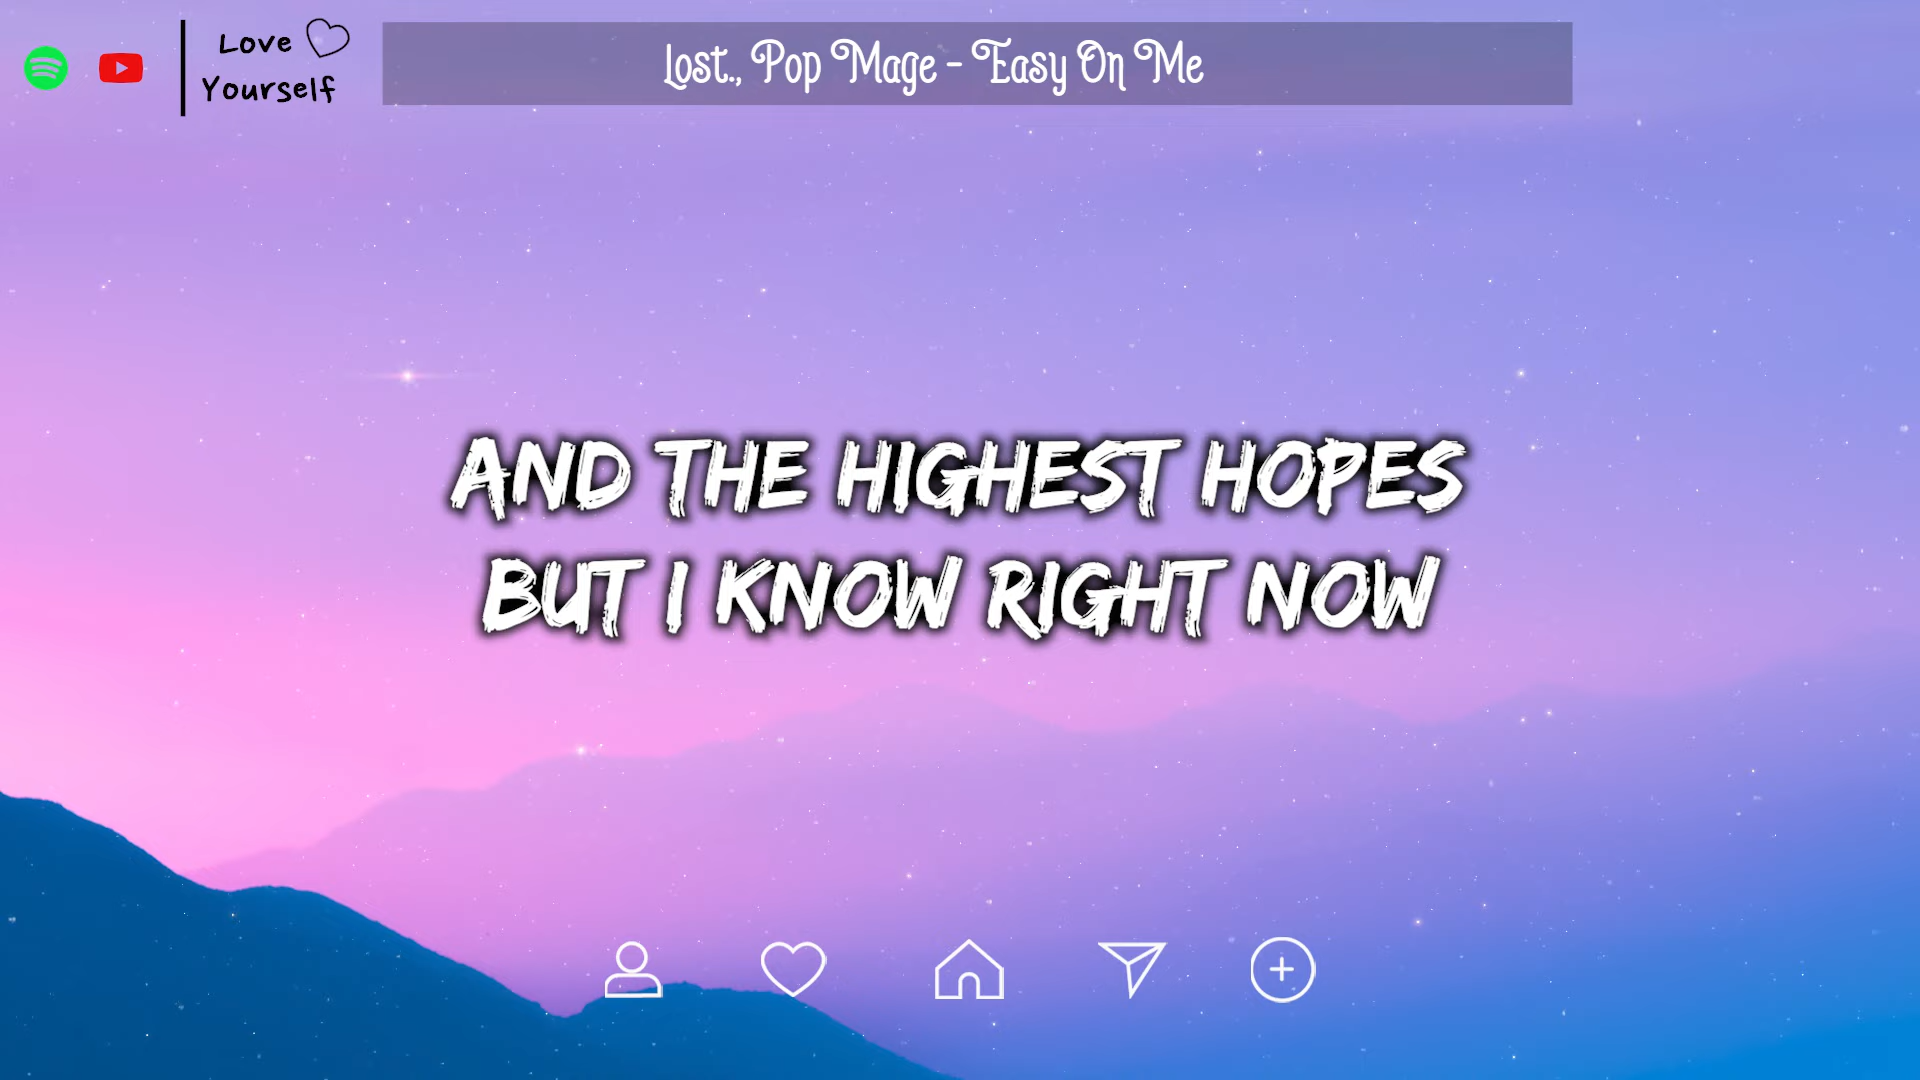 Love
Yourself
Lost., Pop Mage - Easy On Me
AND THE HIGHEST HOPES
BUT I KNOW RIGHT NOW